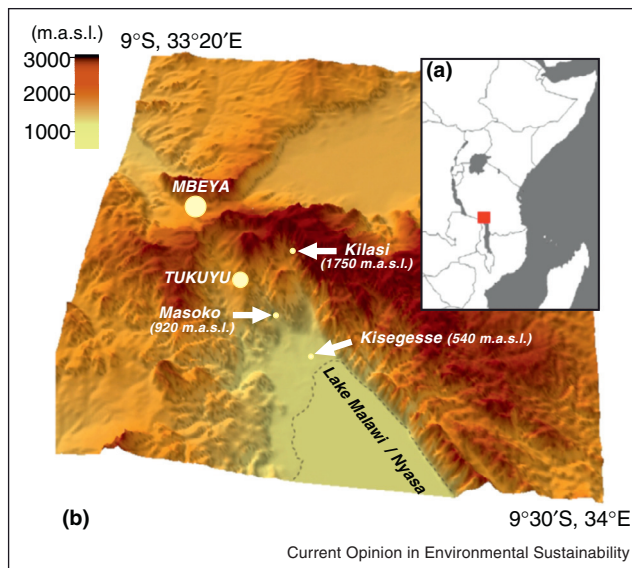 (m.a.s.l.)
9°S, 33°20′E
3000
2000
1000
(a)
MBEYA
Kilasi
(1750 m.a.s.l.)
TUKUYU
Masoko
(920 m.a.s.l.)
Kisegesse (540 m.a.s.l.)
Lake Malawi / Nyasa
(b)
9°30′S, 34°E
Current Opinion in Environmental Sustainability